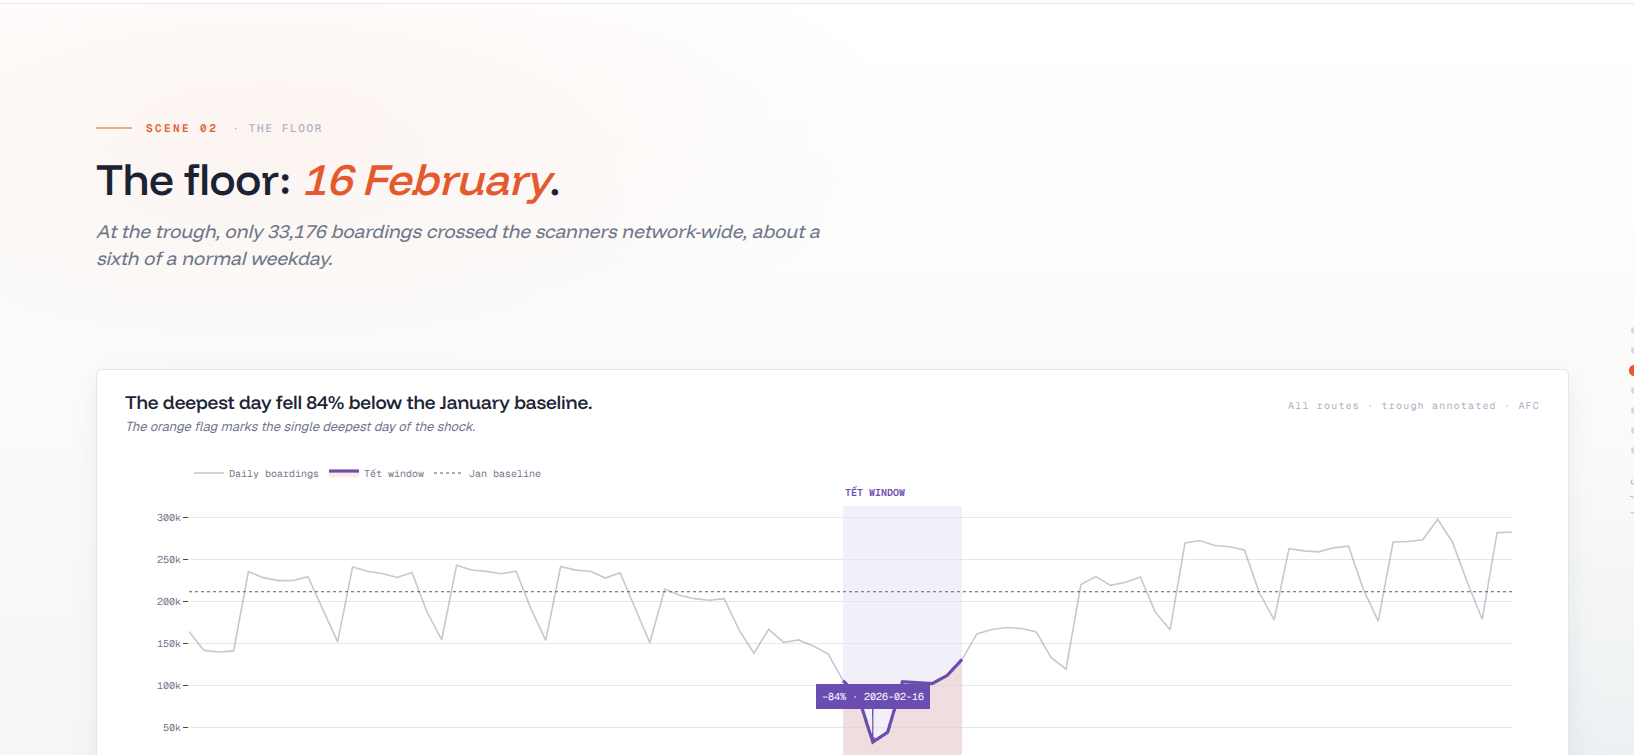 SCENE 02 · THE FLOOR
The floor: 16 February.
At the trough, only 33,176 boardings crossed the scanners network-wide, about a
sixth of a normal weekday.
The deepest day fell 84% below the January baseline.
All routes · trough annotated · AFC
The orange flag marks the single deepest day of the shock.
Daily boardings
Tết window
Jan baseline
TẾT WINDOW
300k
250k
200k
150k
100k
50k
−84% · 2026-02-16